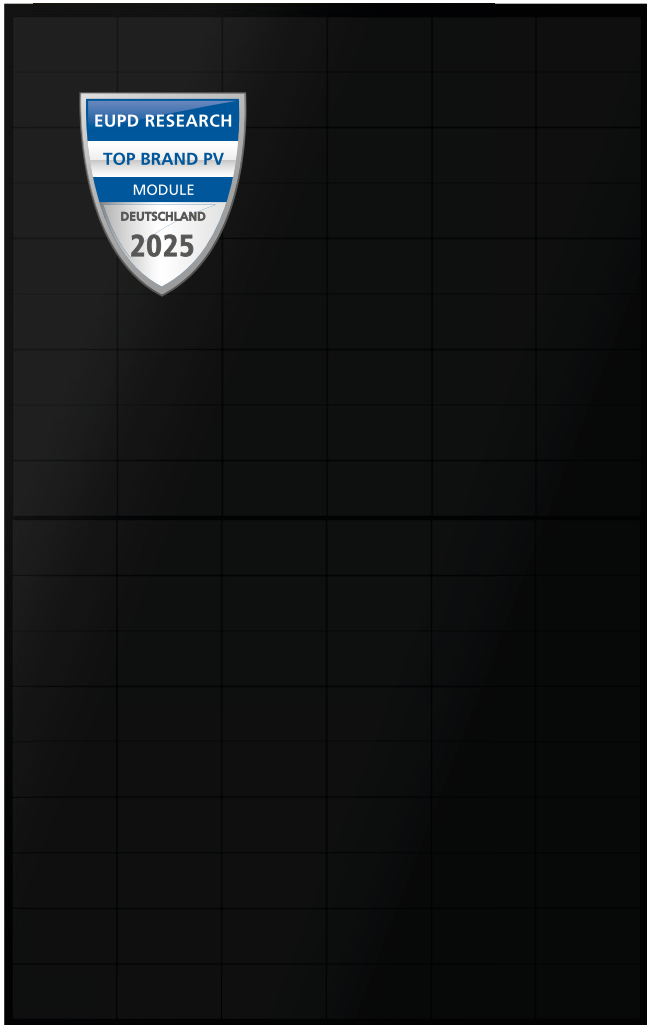 EUPD RESEARCH
TOP BRAND PV
MODULE
DEUTSCHLAND
2025